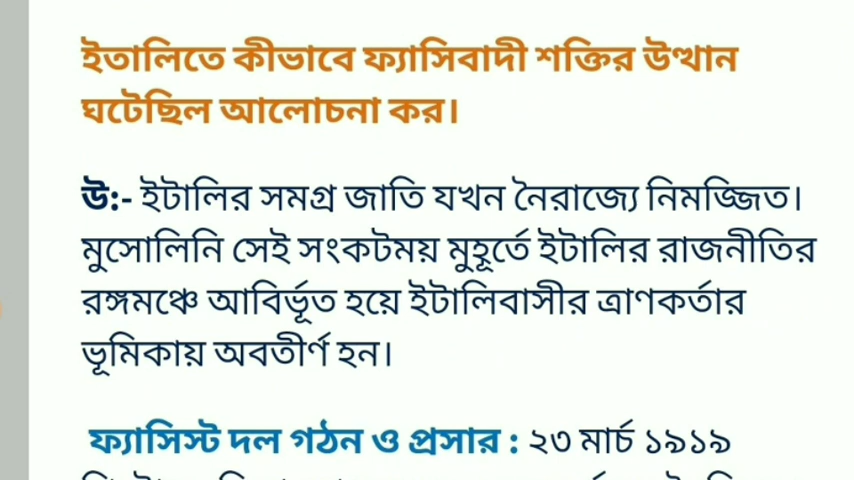 ইতালিতে কীভাবে ফ্যাসিবাদী শক্তির উত্থান
ঘটেছিল আলোচনা কর।
উ:- ইটালির সমগ্র জাতি যখন নৈরাজ্যে নিমজ্জিত।
মুসোলিনি সেই সংকটময় মুহূর্তে ইটালির রাজনীতির
রঙ্গমঞ্চে আবির্ভূত হয়ে ইটালিবাসীর ত্রাণকর্তার
ভূমিকায় অবতীর্ণ হন।
ফ্যাসিস্ট দল গঠন ও প্রসার : ২৩ মার্চ ১৯১৯